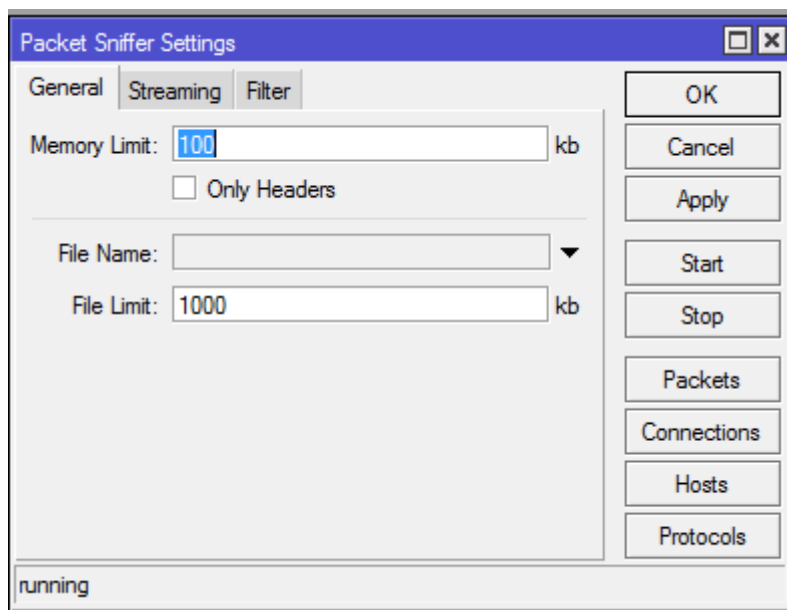 Packet Sniffer Settings
General Streaming Filter
Memory Limit: 100 kb
Only Headers
File Name:
File Limit: 1000 kb
OK
Cancel
Apply
Start
Stop
Packets
Connections
Hosts
Protocols
running